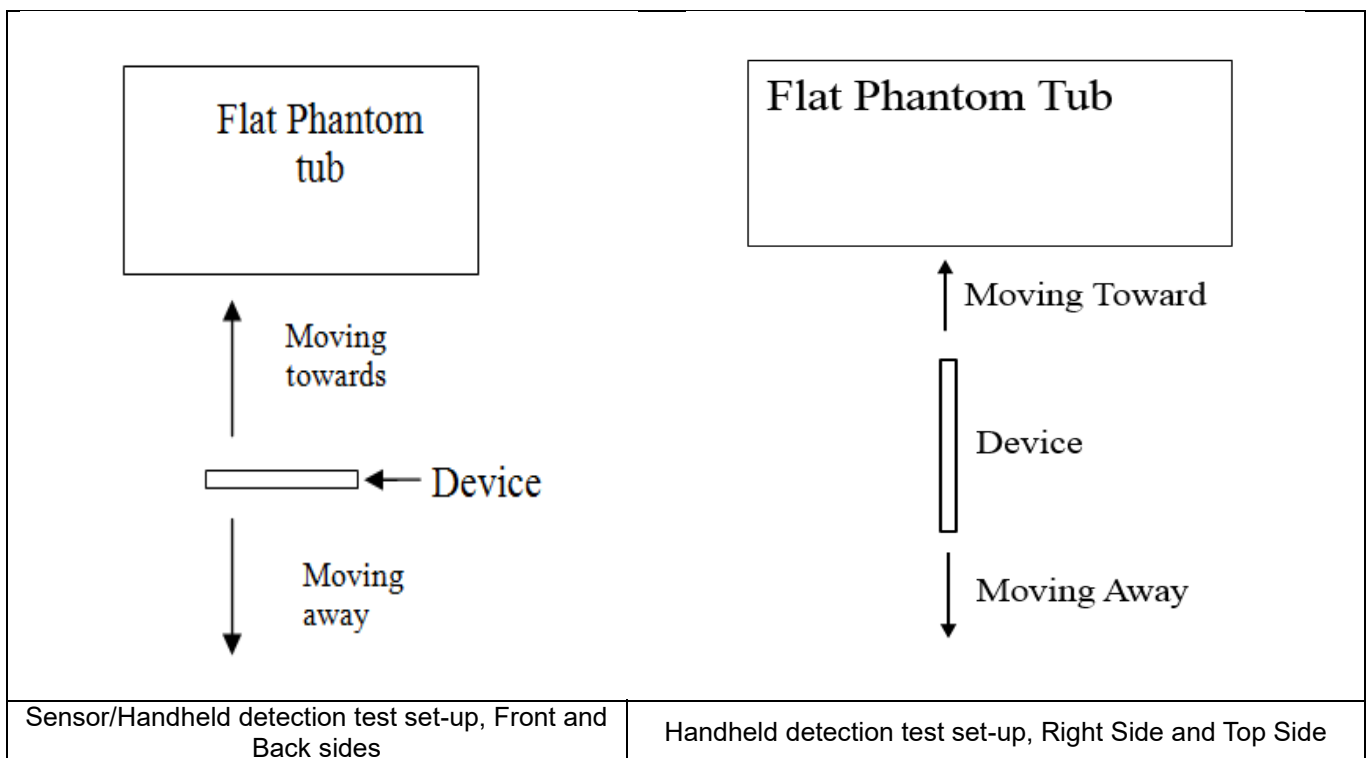 Flat Phantom
tub
Moving
towards
Device
Moving
away
Flat Phantom Tub
Moving Toward
Device
Moving Away
Sensor/Handheld detection test set-up, Front and
Back sides
Handheld detection test set-up, Right Side and Top Side